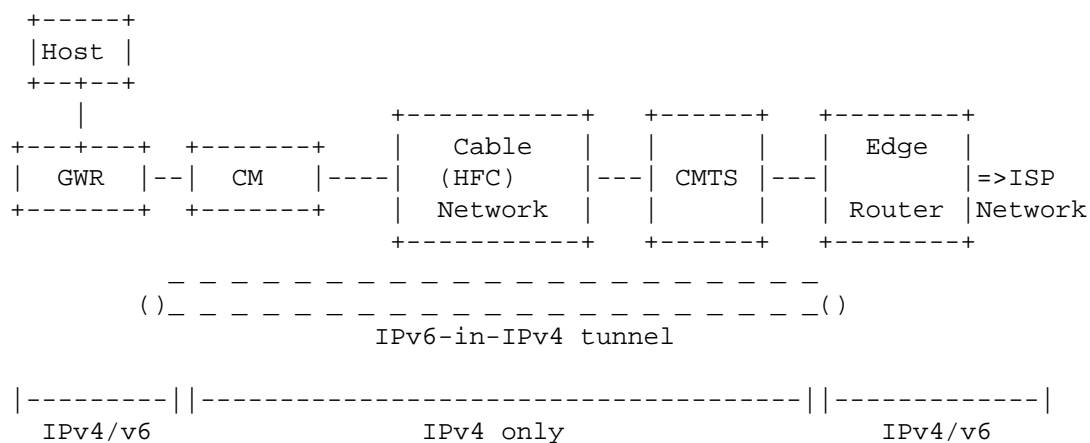 +-----+
|Host |
+--+--+
|
+-----------+ +------+ +--------+
+---+---+ +-------+ | Cable | | | | Edge |
| GWR |--| CM |----| (HFC) |---| CMTS |---| |=>ISP
+-------+ +-------+ | Network | | | | Router |Network
+-----------+ +------+ +--------+
_ _ _ _ _ _ _ _ _ _ _ _ _ _ _ _ _ _ _ _ _ _ _
()_ _ _ _ _ _ _ _ _ _ _ _ _ _ _ _ _ _ _ _ _ _ _()
IPv6-in-IPv4 tunnel
|---------||---------------------------------------||-------------|
IPv4/v6 IPv4 only IPv4/v6